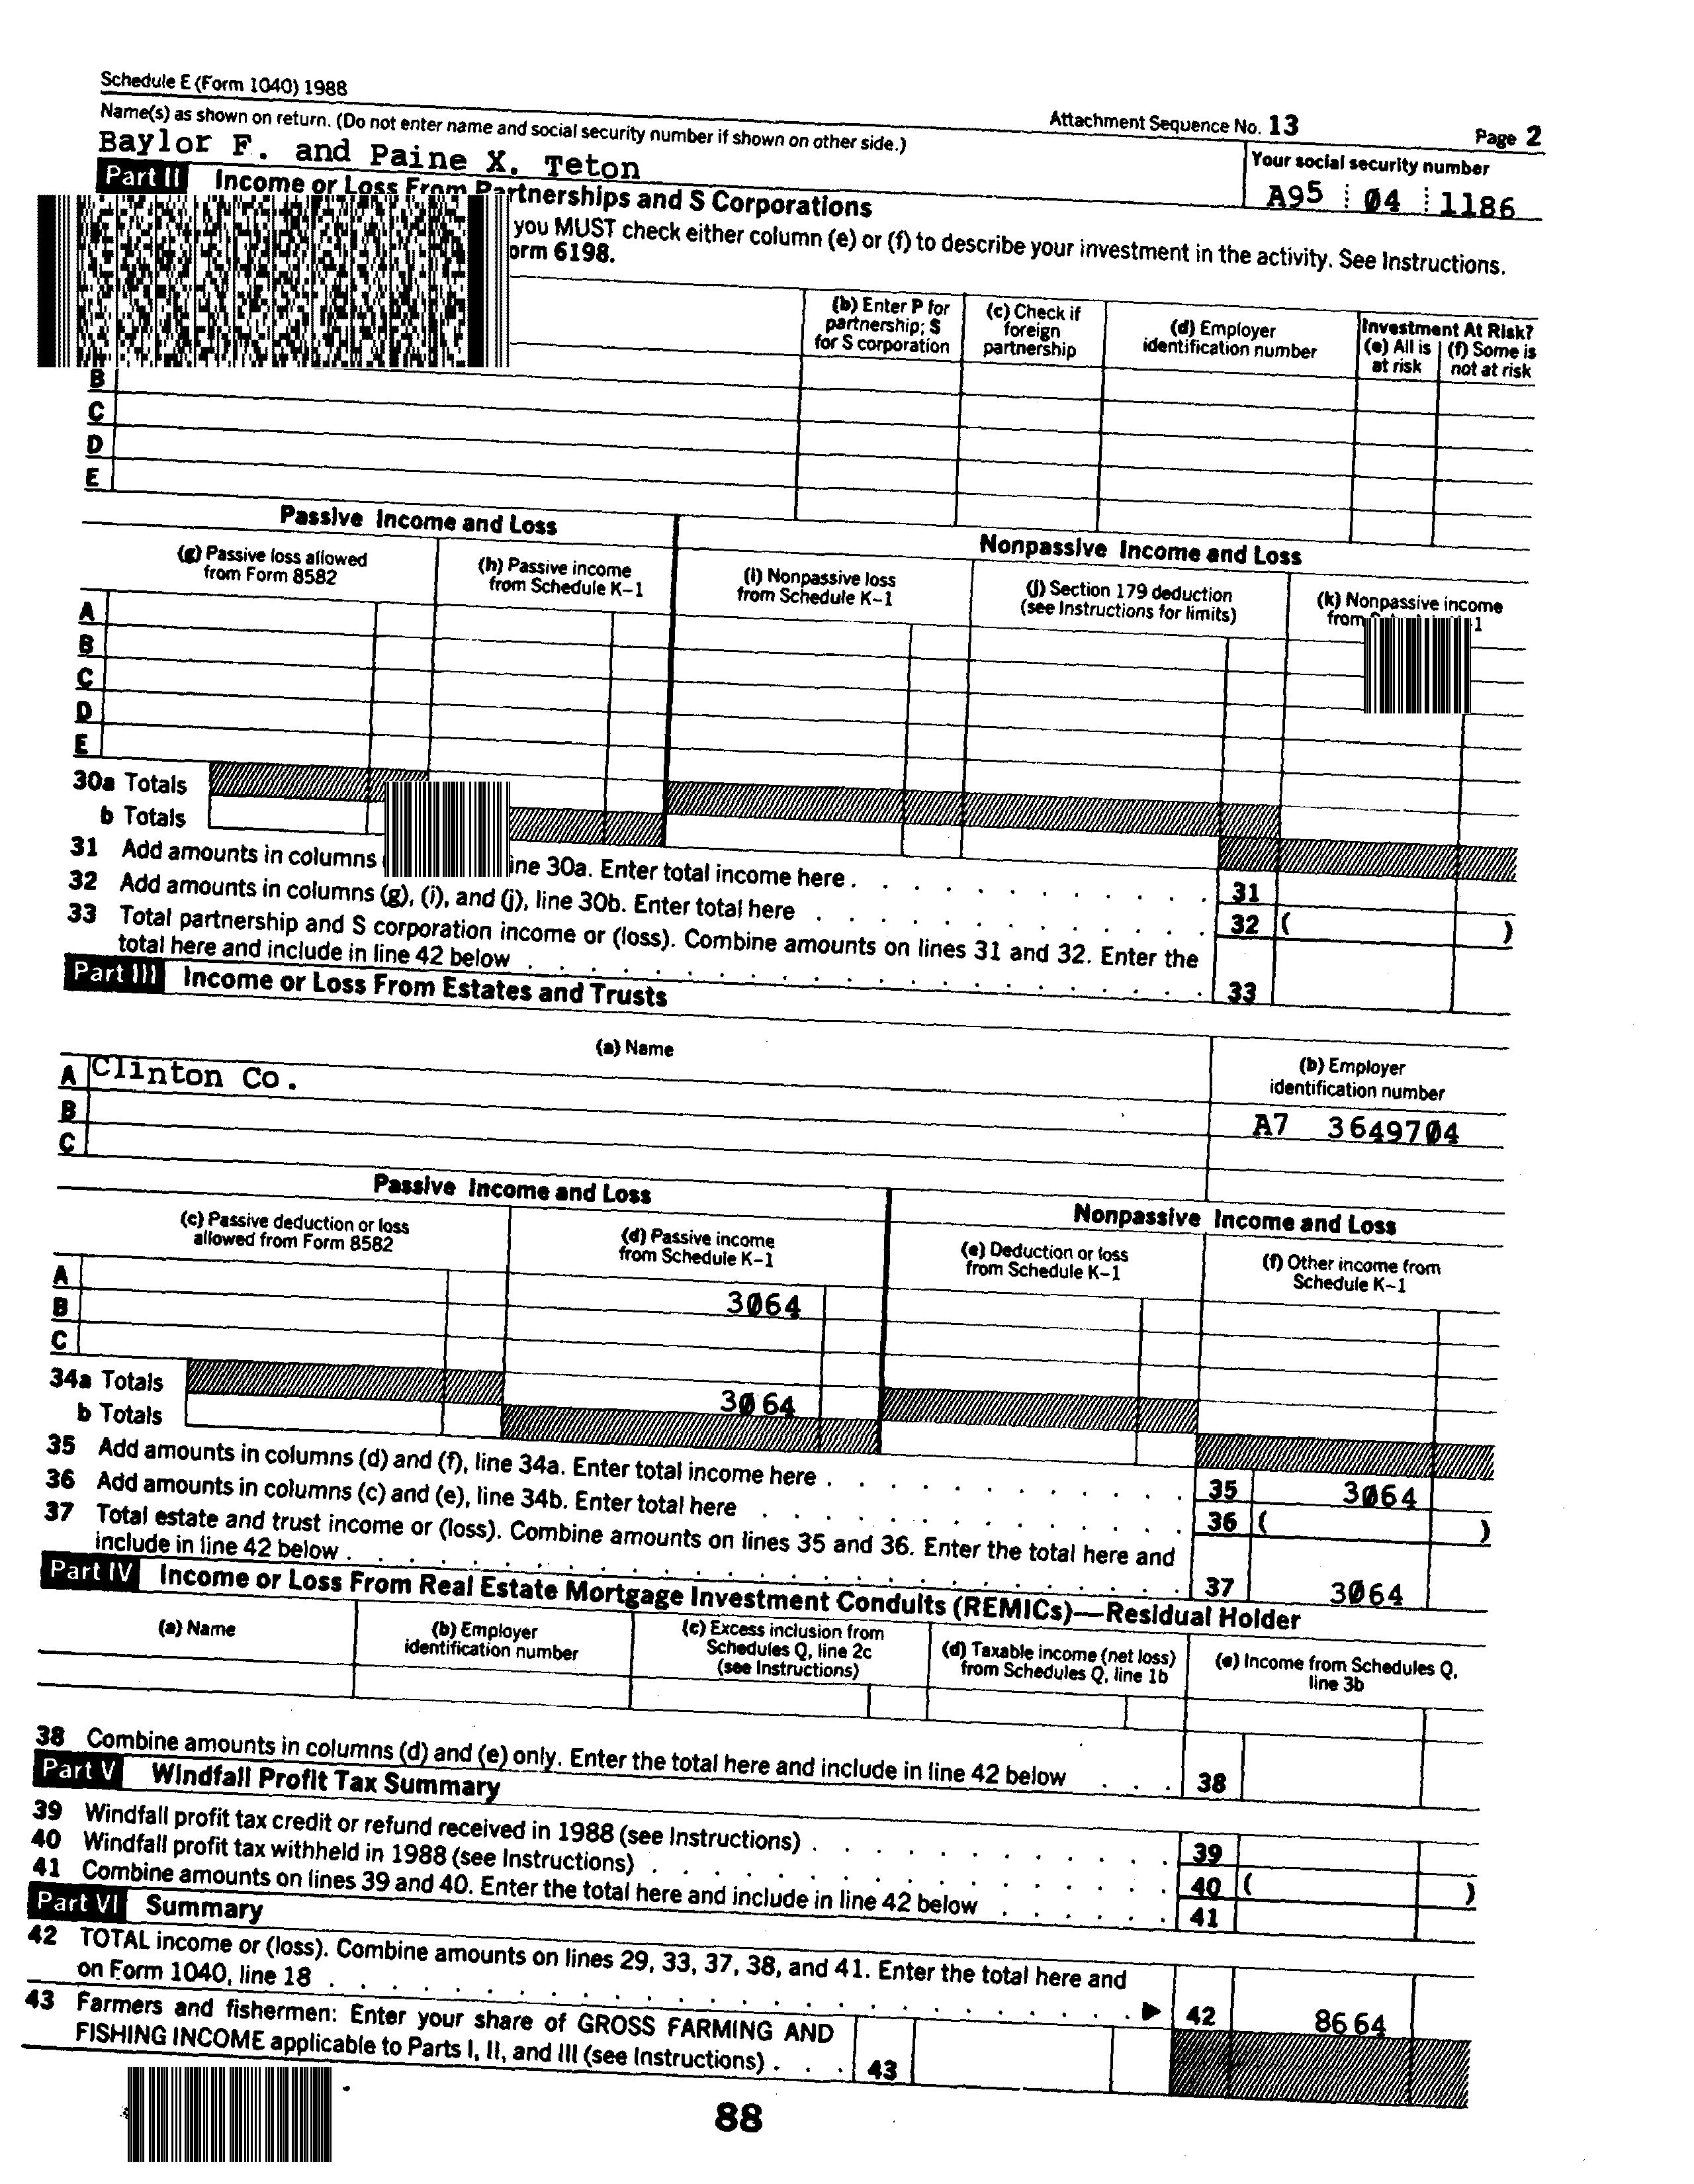 Schedule E (Form 1040) 1988
Attachment Sequence No. 13
Page 2
Name(s) as shown on return. (Do not enter name and social security number if shown on other side.)
Your social security number
Baylor F. and Paine X. Teton
A95 04 1186
Part II Income or Loss From Partnerships and S Corporations
you MUST check either column (e) or (f) to describe your investment in the activity. See Instructions.
orm 6198.
(b) Enter P for partnership; S for S corporation
(c) Check if foreign partnership
(d) Employer identification number
Investment At Risk?
(e) All is at risk
(f) Some is not at risk
B
C
D
E
Passive Income and Loss
Nonpassive Income and Loss
(g) Passive loss allowed from Form 8582
(h) Passive income from Schedule K–1
(i) Nonpassive loss from Schedule K–1
(j) Section 179 deduction (see Instructions for limits)
(k) Nonpassive income from 1
A
B
C
D
E
30a Totals
b Totals
31 Add amounts in columns ine 30a. Enter total income here . . . 31
32 Add amounts in columns (g), (i), and (j), line 30b. Enter total here . . . 32 ( )
33 Total partnership and S corporation income or (loss). Combine amounts on lines 31 and 32. Enter the
total here and include in line 42 below . . . 33
Part III Income or Loss From Estates and Trusts
(a) Name
(b) Employer identification number
A Clinton Co.
A7 3649704
B
C
Passive Income and Loss
Nonpassive Income and Loss
(c) Passive deduction or loss allowed from Form 8582
(d) Passive income from Schedule K–1
(e) Deduction or loss from Schedule K–1
(f) Other income from Schedule K–1
A 3064
B
C
34a Totals 3064
b Totals
35 Add amounts in columns (d) and (f), line 34a. Enter total income here . . . 35 3064
36 Add amounts in columns (c) and (e), line 34b. Enter total here . . . 36 ( )
37 Total estate and trust income or (loss). Combine amounts on lines 35 and 36. Enter the total here and
include in line 42 below . . . 37 3064
Part IV Income or Loss From Real Estate Mortgage Investment Conduits (REMICs)—Residual Holder
(a) Name
(b) Employer identification number
(c) Excess inclusion from Schedules Q, line 2c (see Instructions)
(d) Taxable income (net loss) from Schedules Q, line 1b
(e) Income from Schedules Q, line 3b
38 Combine amounts in columns (d) and (e) only. Enter the total here and include in line 42 below . . . 38
Part V Windfall Profit Tax Summary
39 Windfall profit tax credit or refund received in 1988 (see Instructions) . . . 39
40 Windfall profit tax withheld in 1988 (see Instructions) . . . 40 ( )
41 Combine amounts on lines 39 and 40. Enter the total here and include in line 42 below . . . 41
Part VI Summary
42 TOTAL income or (loss). Combine amounts on lines 29, 33, 37, 38, and 41. Enter the total here and
on Form 1040, line 18 . . . ▶ 42 8664
43 Farmers and fishermen: Enter your share of GROSS FARMING AND
FISHING INCOME applicable to Parts I, II, and III (see Instructions) . . . 43
88